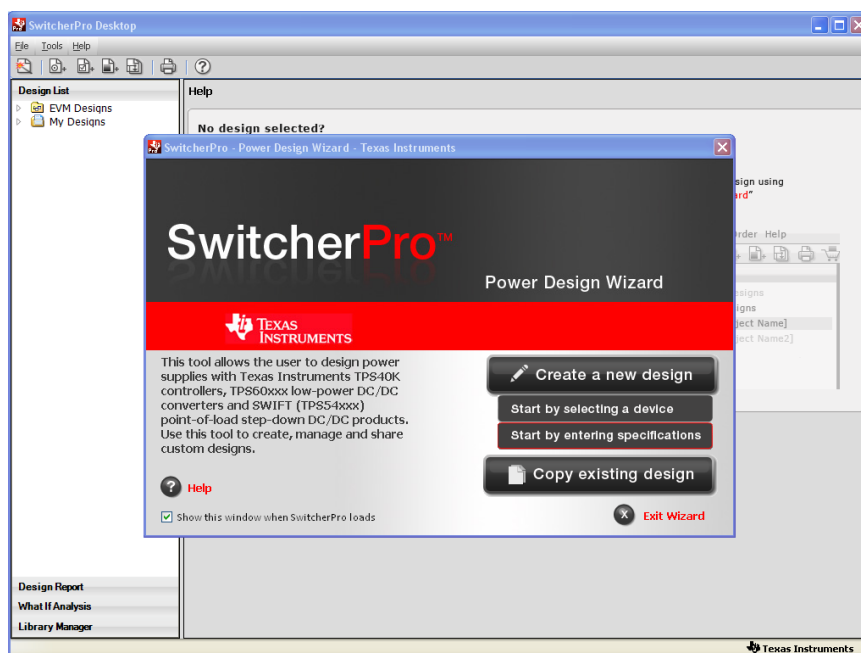 SwitcherPro Desktop
File Tools Help
Design List
EVM Designs
My Designs
Help
No design selected?
SwitcherPro - Power Design Wizard - Texas Instruments
sign using
ard"
Order Help
esigns
igns
ject Name]
ject Name2]
SwitcherPro™
Power Design Wizard
TEXAS
INSTRUMENTS
This tool allows the user to design power
supplies with Texas Instruments TPS40K
controllers, TPS60xxx low-power DC/DC
converters and SWIFT (TPS54xxx)
point-of-load step-down DC/DC products.
Use this tool to create, manage and share
custom designs.
Create a new design
Start by selecting a device
Start by entering specifications
Copy existing design
Help
Show this window when SwitcherPro loads
Exit Wizard
Design Report
What If Analysis
Library Manager
Texas Instruments